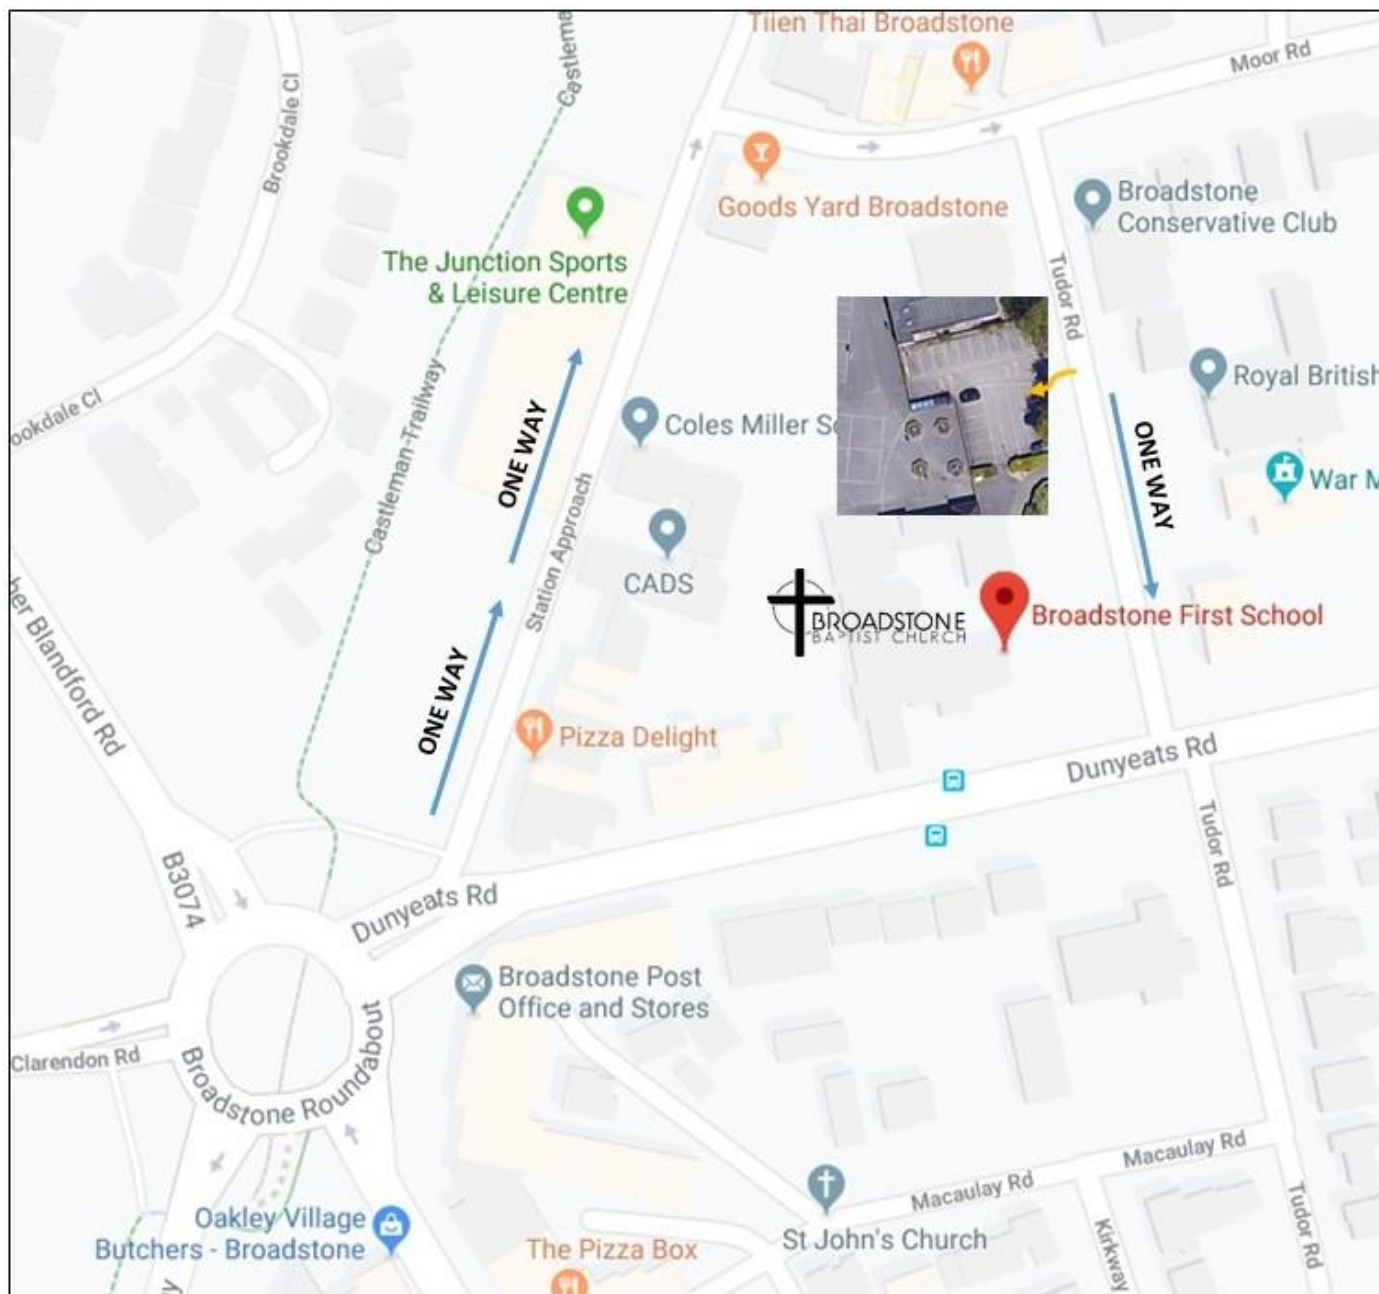 Castlema
Tiien Thai Broadstone
Moor Rd
Brookdale Cl
Goods Yard Broadstone
Broadstone
Conservative Club
The Junction Sports
& Leisure Centre
Tudor Rd
Royal British
ookdale Cl
Castleman Trailway
ONE WAY
Coles Miller So
ONE WAY
War M
Station Approach
CADS
BROADSTONE
BAPTIST CHURCH
Broadstone First School
her Blandford Rd
ONE WAY
Pizza Delight
Dunyeats Rd
Tudor Rd
B3074
Dunyeats Rd
Broadstone Post
Office and Stores
Clarendon Rd
Broadstone Roundabout
Macaulay Rd
Macaulay Rd
Oakley Village
Butchers - Broadstone
The Pizza Box
St John's Church
Kirkway
Tudor Rd